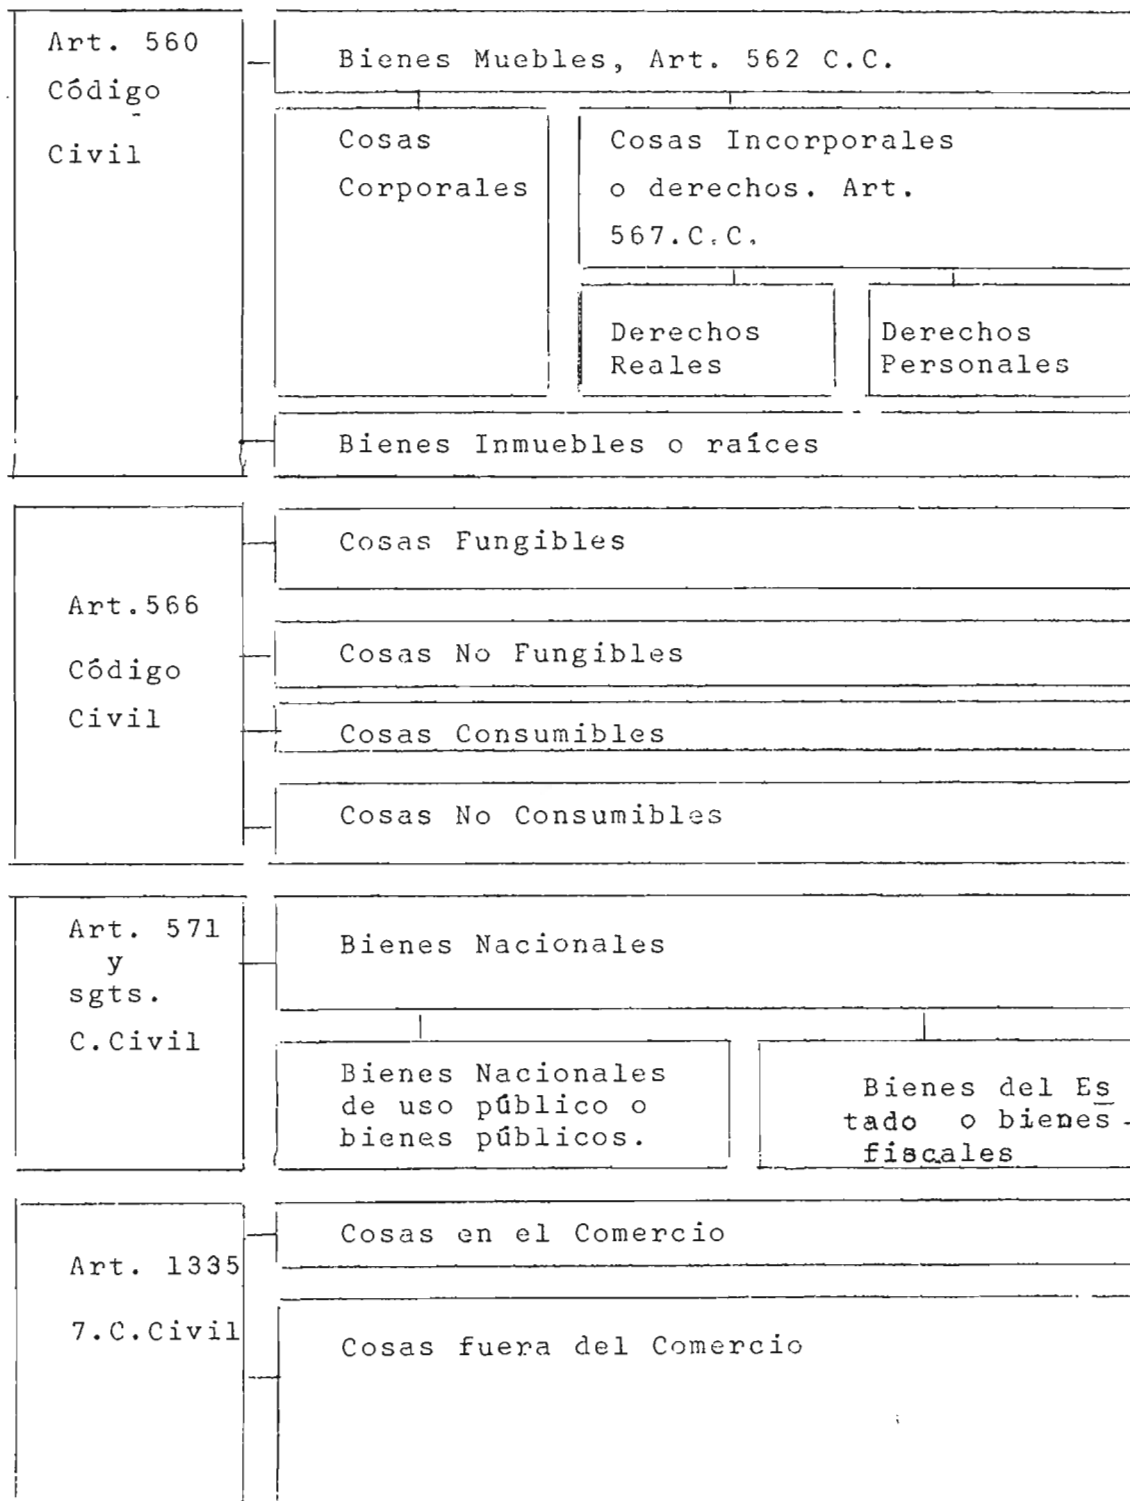 Art. 560
Código
Civil
Bienes Muebles, Art. 562 C.C.
Cosas
Corporales
Cosas Incorporales
o derechos. Art.
567.C.C.
Derechos
Reales
Derechos
Personales
Bienes Inmuebles o raíces
Art.566
Código
Civil
Cosas Fungibles
Cosas No Fungibles
Cosas Consumibles
Cosas No Consumibles
Art. 571
y
sgts.
C.Civil
Bienes Nacionales
Bienes Nacionales
de uso público o
bienes públicos.
Bienes del Es
tado o bienes-
fiscales
Art. 1335
7.C.Civil
Cosas en el Comercio
Cosas fuera del Comercio